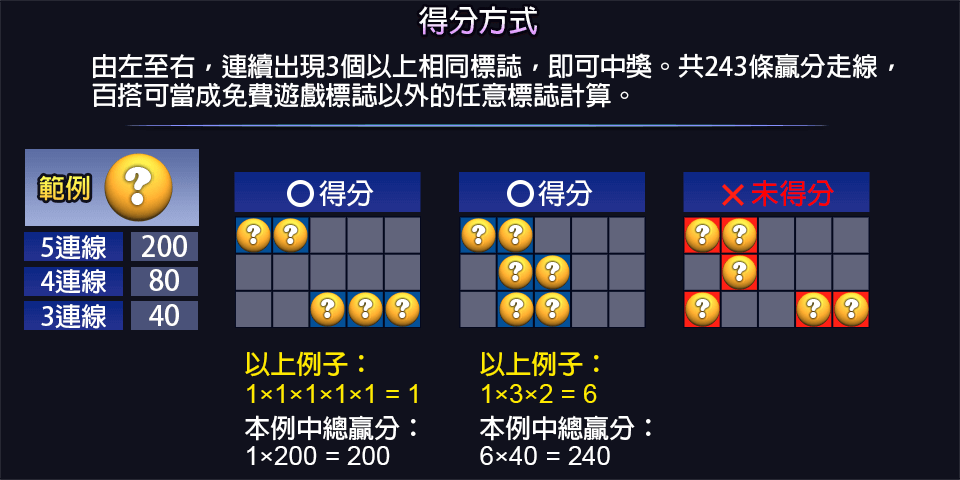 得分方式
由左至右，連續出現3個以上相同標誌，即可中獎。共243條贏分走線，
百搭可當成免費遊戲標誌以外的任意標誌計算。
範例 ?
5連線 200
4連線 80
3連線 40
○得分
? ?
? ? ?
以上例子：
1×1×1×1×1 = 1
本例中總贏分：
1×200 = 200
○得分
? ?
? ?
? ?
以上例子：
1×3×2 = 6
本例中總贏分：
6×40 = 240
×未得分
? ?
?
? ? ?